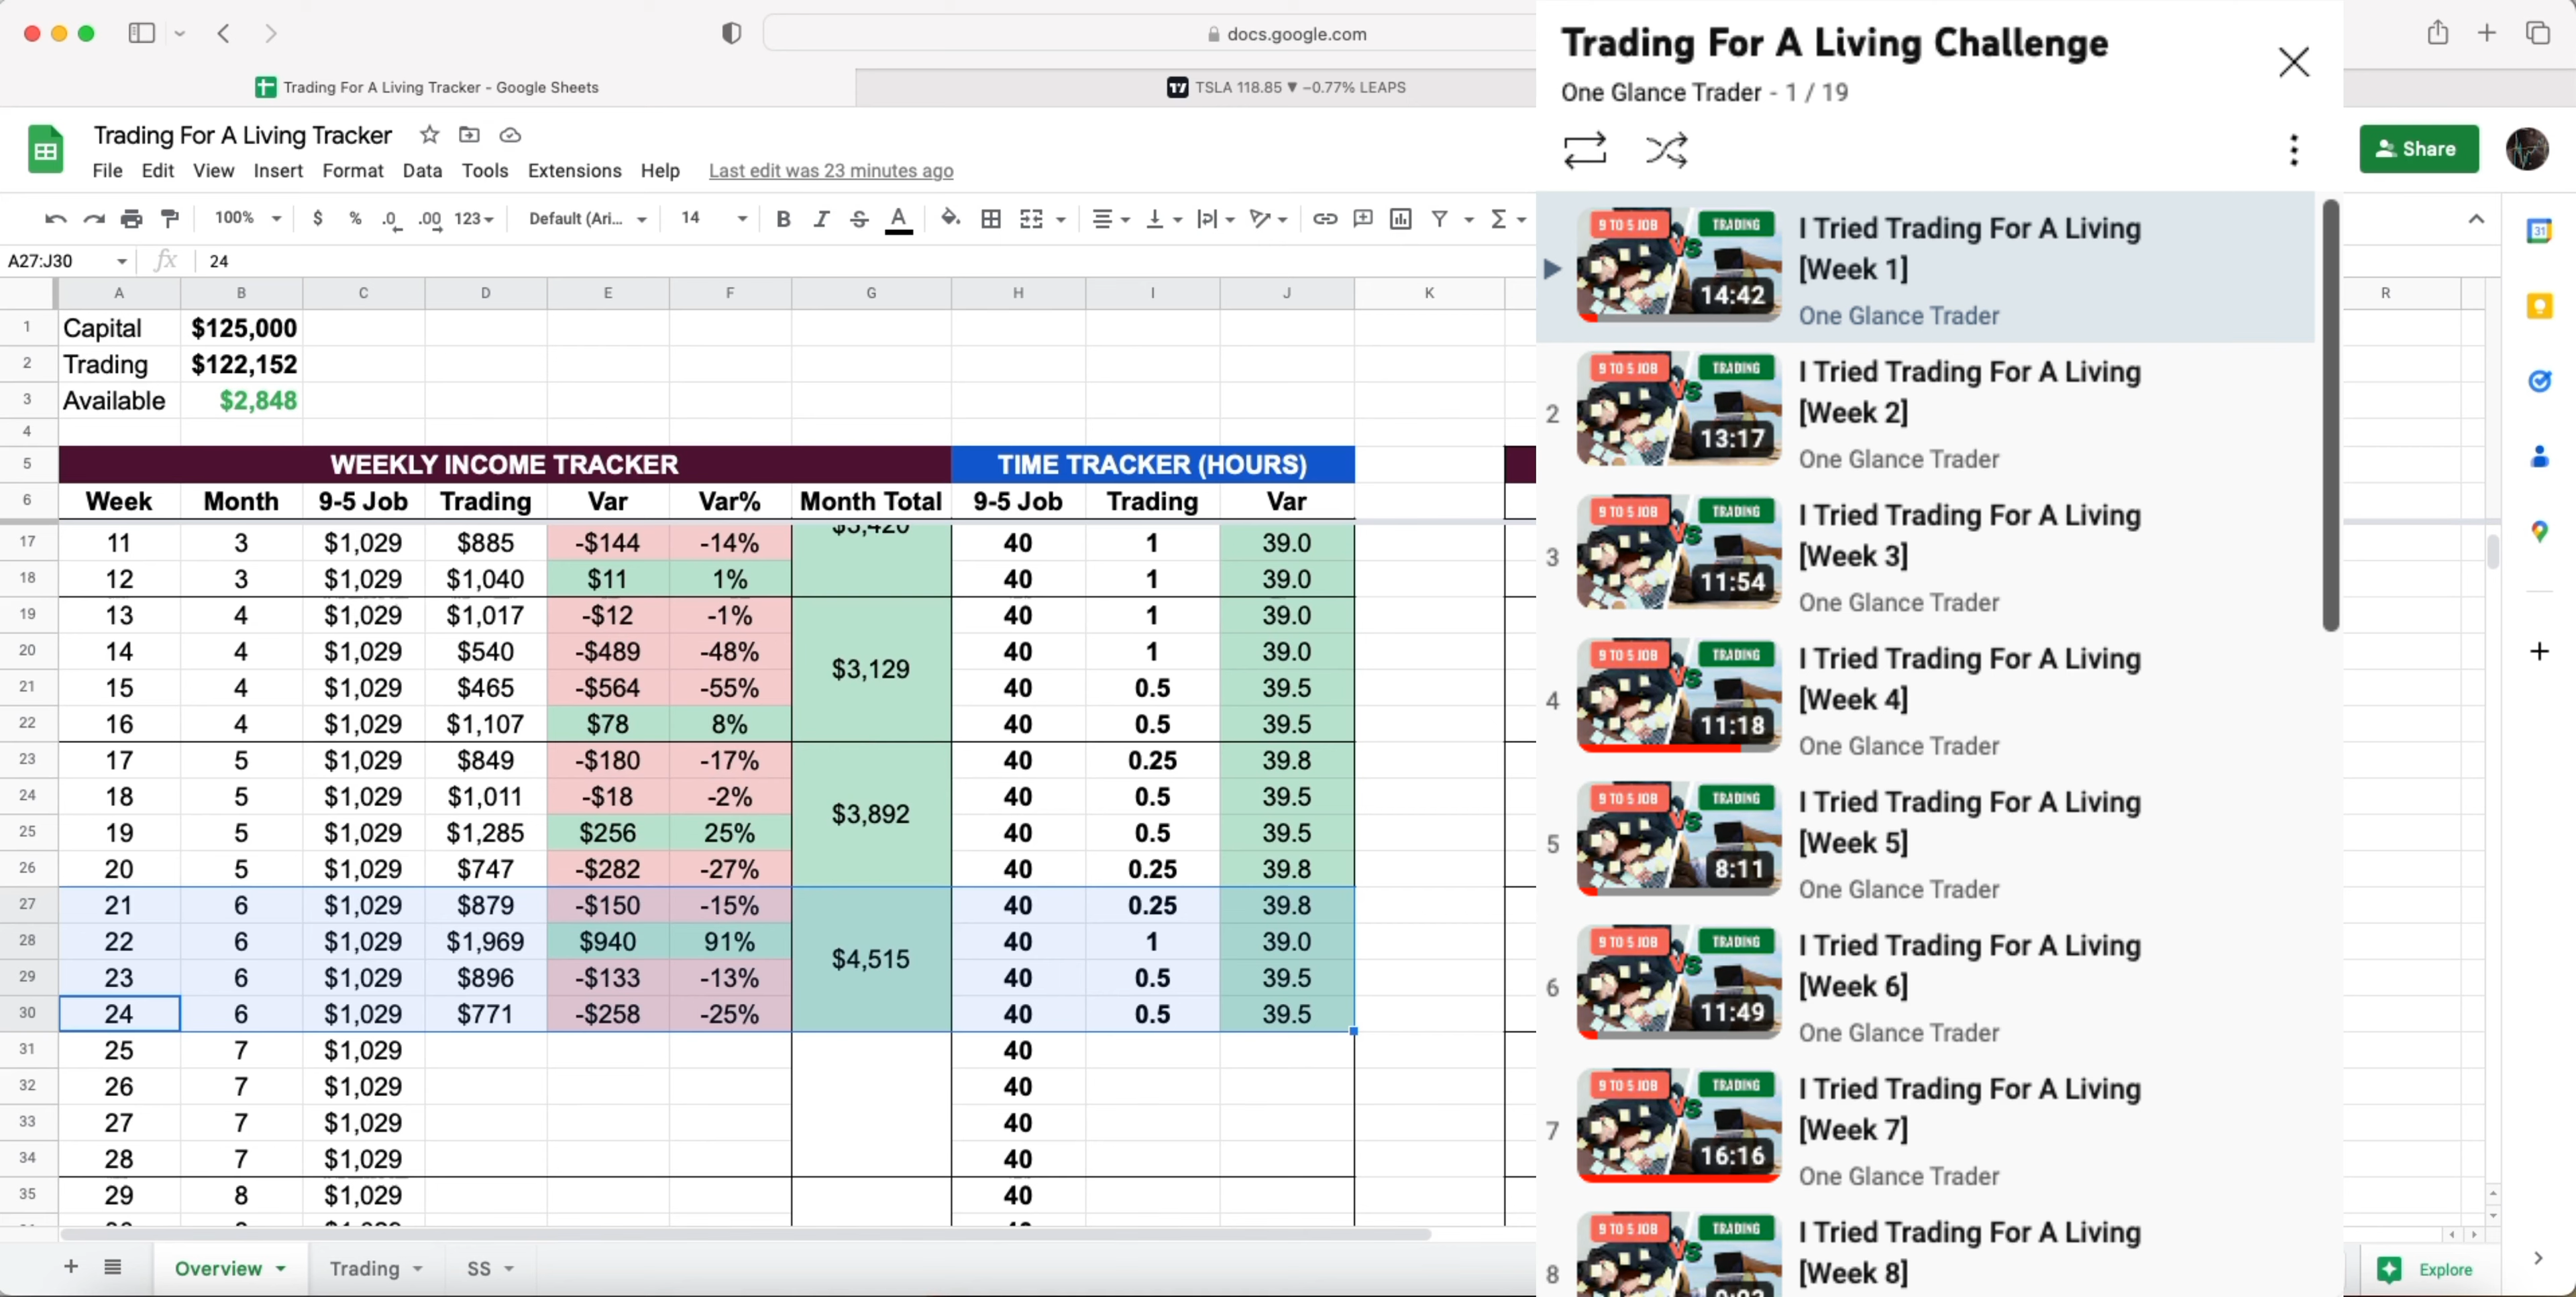 docs.google.com
Trading For A Living Tracker - Google Sheets
TSLA 118.85 ▼ −0.77% LEAPS
Trading For A Living Tracker
File Edit View Insert Format Data Tools Extensions Help Last edit was 23 minutes ago
Share
100% $ % .0 .00 123 Default (Ari... 14 B I S A
A27:J30 fx 24
A B C D E F G H I J K R
1 Capital $125,000
2 Trading $122,152
3 Available $2,848
4
5 WEEKLY INCOME TRACKER TIME TRACKER (HOURS)
6 Week Month 9-5 Job Trading Var Var% Month Total 9-5 Job Trading Var
17 11 3 $1,029 $885 -$144 -14% 40 1 39.0
18 12 3 $1,029 $1,040 $11 1% 40 1 39.0
19 13 4 $1,029 $1,017 -$12 -1% 40 1 39.0
20 14 4 $1,029 $540 -$489 -48% $3,129 40 1 39.0
21 15 4 $1,029 $465 -$564 -55% 40 0.5 39.5
22 16 4 $1,029 $1,107 $78 8% 40 0.5 39.5
23 17 5 $1,029 $849 -$180 -17% 40 0.25 39.8
24 18 5 $1,029 $1,011 -$18 -2% $3,892 40 0.5 39.5
25 19 5 $1,029 $1,285 $256 25% 40 0.5 39.5
26 20 5 $1,029 $747 -$282 -27% 40 0.25 39.8
27 21 6 $1,029 $879 -$150 -15% 40 0.25 39.8
28 22 6 $1,029 $1,969 $940 91% $4,515 40 1 39.0
29 23 6 $1,029 $896 -$133 -13% 40 0.5 39.5
30 24 6 $1,029 $771 -$258 -25% 40 0.5 39.5
31 25 7 $1,029 40
32 26 7 $1,029 40
33 27 7 $1,029 40
34 28 7 $1,029 40
35 29 8 $1,029 40
Overview Trading SS
Explore
31
Trading For A Living Challenge
One Glance Trader - 1 / 19
9 TO 5 JOB VS TRADING
14:42
I Tried Trading For A Living
[Week 1]
One Glance Trader
2
9 TO 5 JOB VS TRADING
13:17
I Tried Trading For A Living
[Week 2]
One Glance Trader
3
9 TO 5 JOB VS TRADING
11:54
I Tried Trading For A Living
[Week 3]
One Glance Trader
4
9 TO 5 JOB VS TRADING
11:18
I Tried Trading For A Living
[Week 4]
One Glance Trader
5
9 TO 5 JOB VS TRADING
8:11
I Tried Trading For A Living
[Week 5]
One Glance Trader
6
9 TO 5 JOB VS TRADING
11:49
I Tried Trading For A Living
[Week 6]
One Glance Trader
7
9 TO 5 JOB VS TRADING
16:16
I Tried Trading For A Living
[Week 7]
One Glance Trader
8
9 TO 5 JOB VS TRADING
I Tried Trading For A Living
[Week 8]